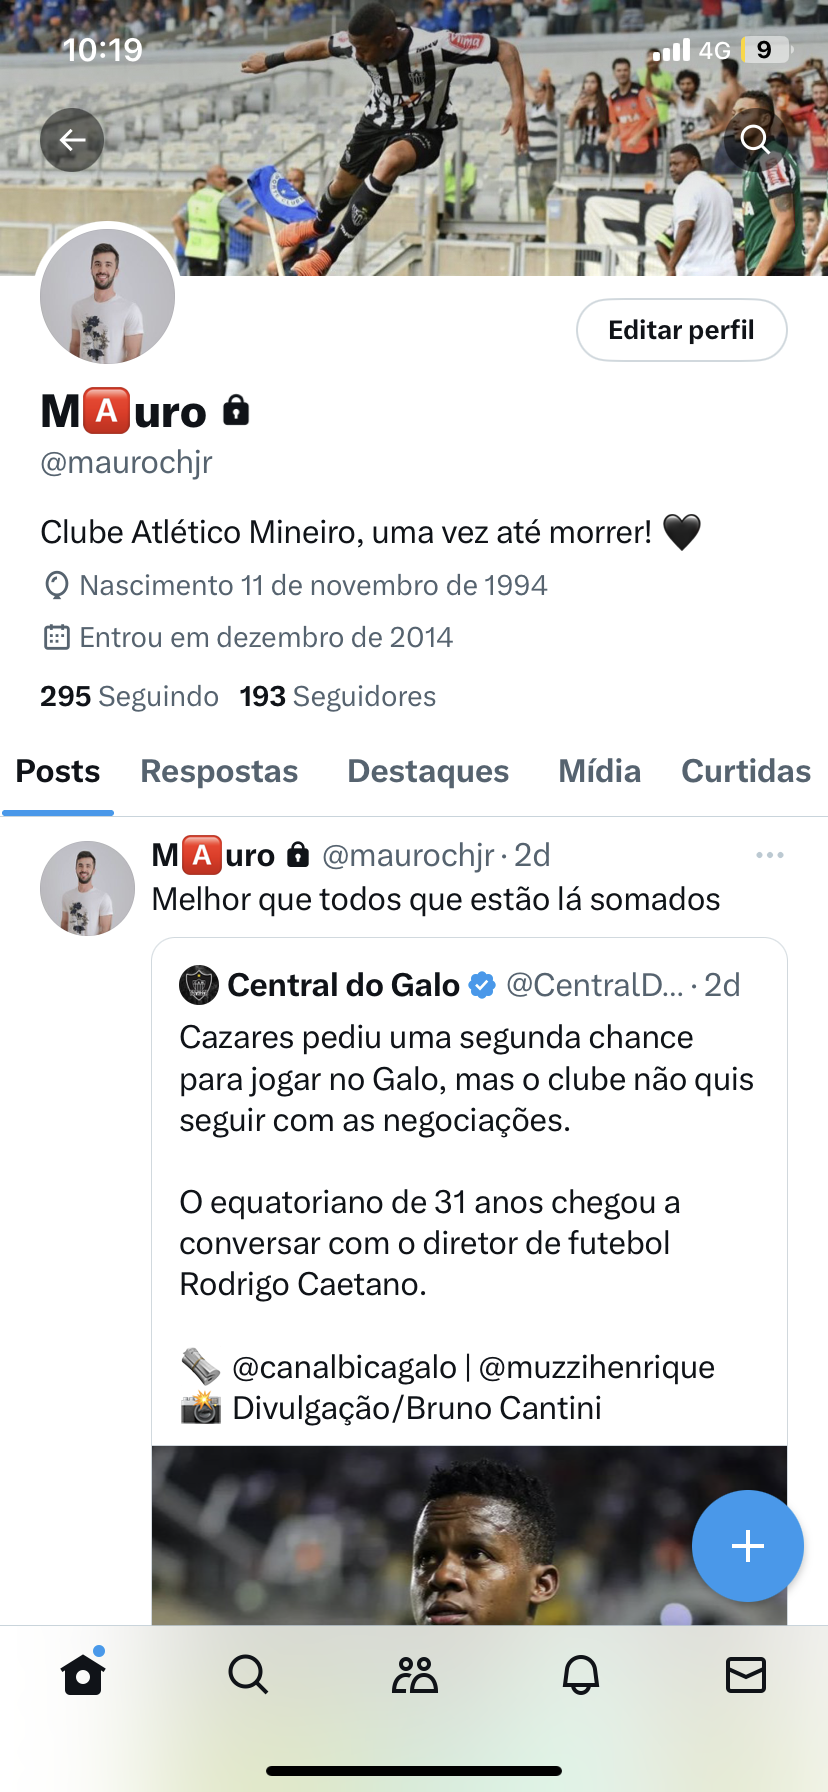 10:19 4G 9
Editar perfil
M🅰️uro
@maurochjr
Clube Atlético Mineiro, uma vez até morrer! 🖤
Nascimento 11 de novembro de 1994
Entrou em dezembro de 2014
295 Seguindo 193 Seguidores
Posts Respostas Destaques Mídia Curtidas
M🅰️uro @maurochjr · 2d
Melhor que todos que estão lá somados
Central do Galo @CentralD... · 2d
Cazares pediu uma segunda chance
para jogar no Galo, mas o clube não quis
seguir com as negociações.
O equatoriano de 31 anos chegou a
conversar com o diretor de futebol
Rodrigo Caetano.
🗞️ @canalbicagalo | @muzzihenrique
📸 Divulgação/Bruno Cantini